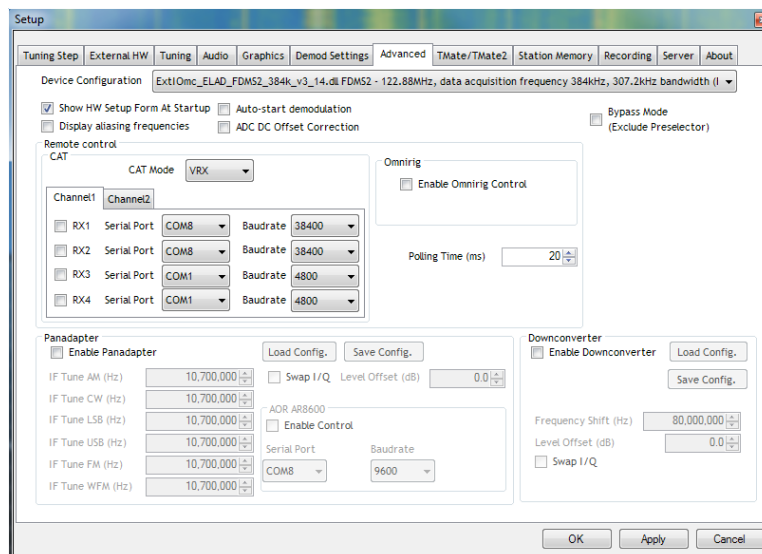 Setup
Tuning Step External HW Tuning Audio Graphics Demod Settings Advanced TMate/TMate2 Station Memory Recording Server About
Device Configuration ExtIOmc_ELAD_FDMS2_384k_v3_14.dll FDMS2 - 122.88MHz, data acquisition frequency 384kHz, 307.2kHz bandwidth (
Show HW Setup Form At Startup Auto-start demodulation
Bypass Mode
Display aliasing frequencies ADC DC Offset Correction
(Exclude Preselector)
Remote control
CAT
CAT Mode VRX
Omnirig
Enable Omnirig Control
Channel1 Channel2
RX1 Serial Port COM8 Baudrate 38400
RX2 Serial Port COM8 Baudrate 38400
Polling Time (ms) 20
RX3 Serial Port COM1 Baudrate 4800
RX4 Serial Port COM1 Baudrate 4800
Panadapter
Enable Panadapter Load Config. Save Config.
IF Tune AM (Hz) 10,700,000 Swap I/Q Level Offset (dB) 0.0
IF Tune CW (Hz) 10,700,000
IF Tune LSB (Hz) 10,700,000
IF Tune USB (Hz) 10,700,000
IF Tune FM (Hz) 10,700,000
IF Tune WFM (Hz) 10,700,000
AOR AR8600
Enable Control
Serial Port Baudrate
COM8 9600
Downconverter
Enable Downconverter Load Config.
Save Config.
Frequency Shift (Hz) 80,000,000
Level Offset (dB) 0.0
Swap I/Q
OK Apply Cancel